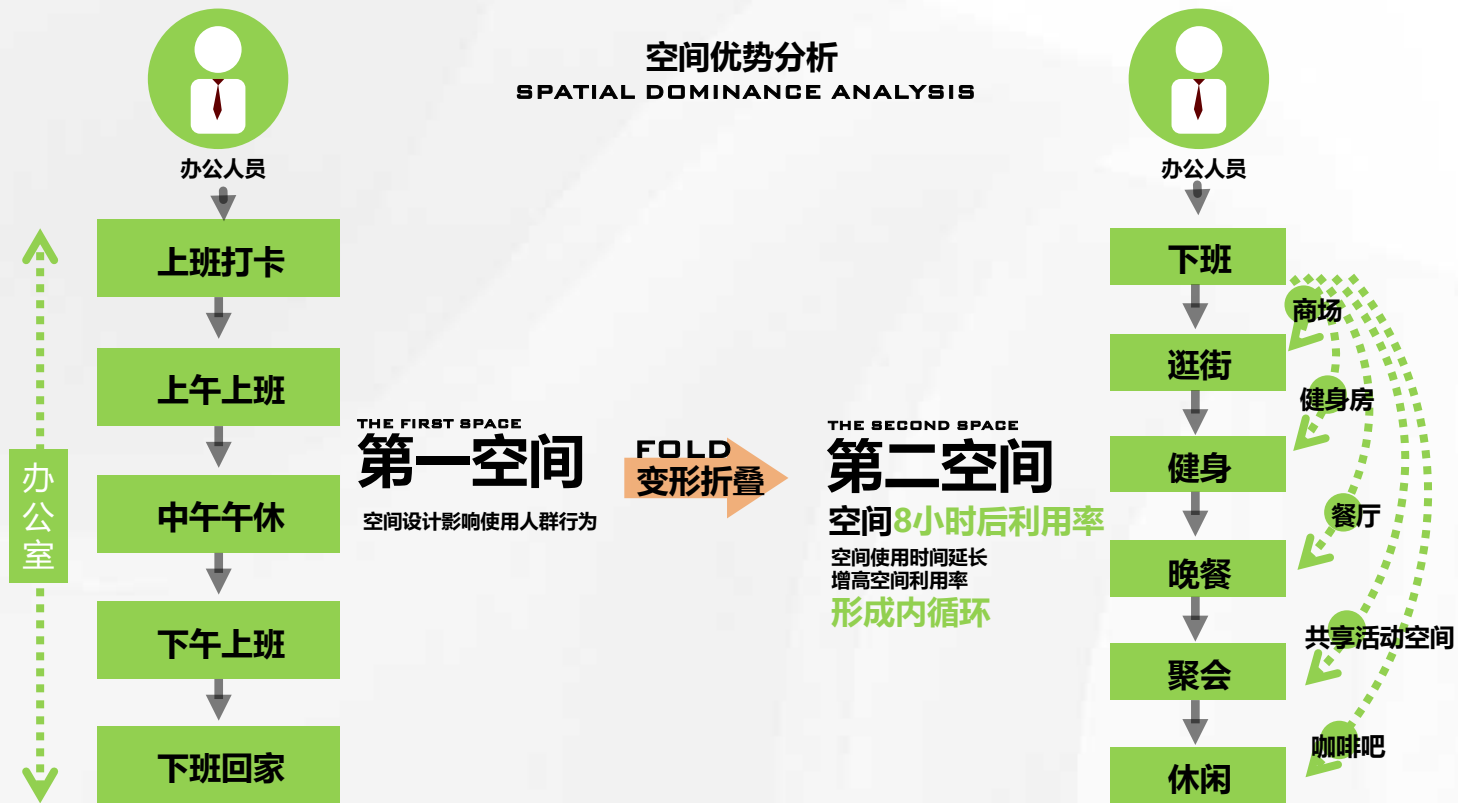 空间优势分析
SPATIAL DOMINANCE ANALYSIS
办公人员
上班打卡
上午上班
中午午休
下午上班
下班回家
办公室
THE FIRST SPACE
第一空间
空间设计影响使用人群行为
FOLD
变形折叠
THE SECOND SPACE
第二空间
空间8小时后利用率
空间使用时间延长
增高空间利用率
形成内循环
办公人员
下班
逛街
健身
晚餐
聚会
休闲
商场
健身房
餐厅
共享活动空间
咖啡吧